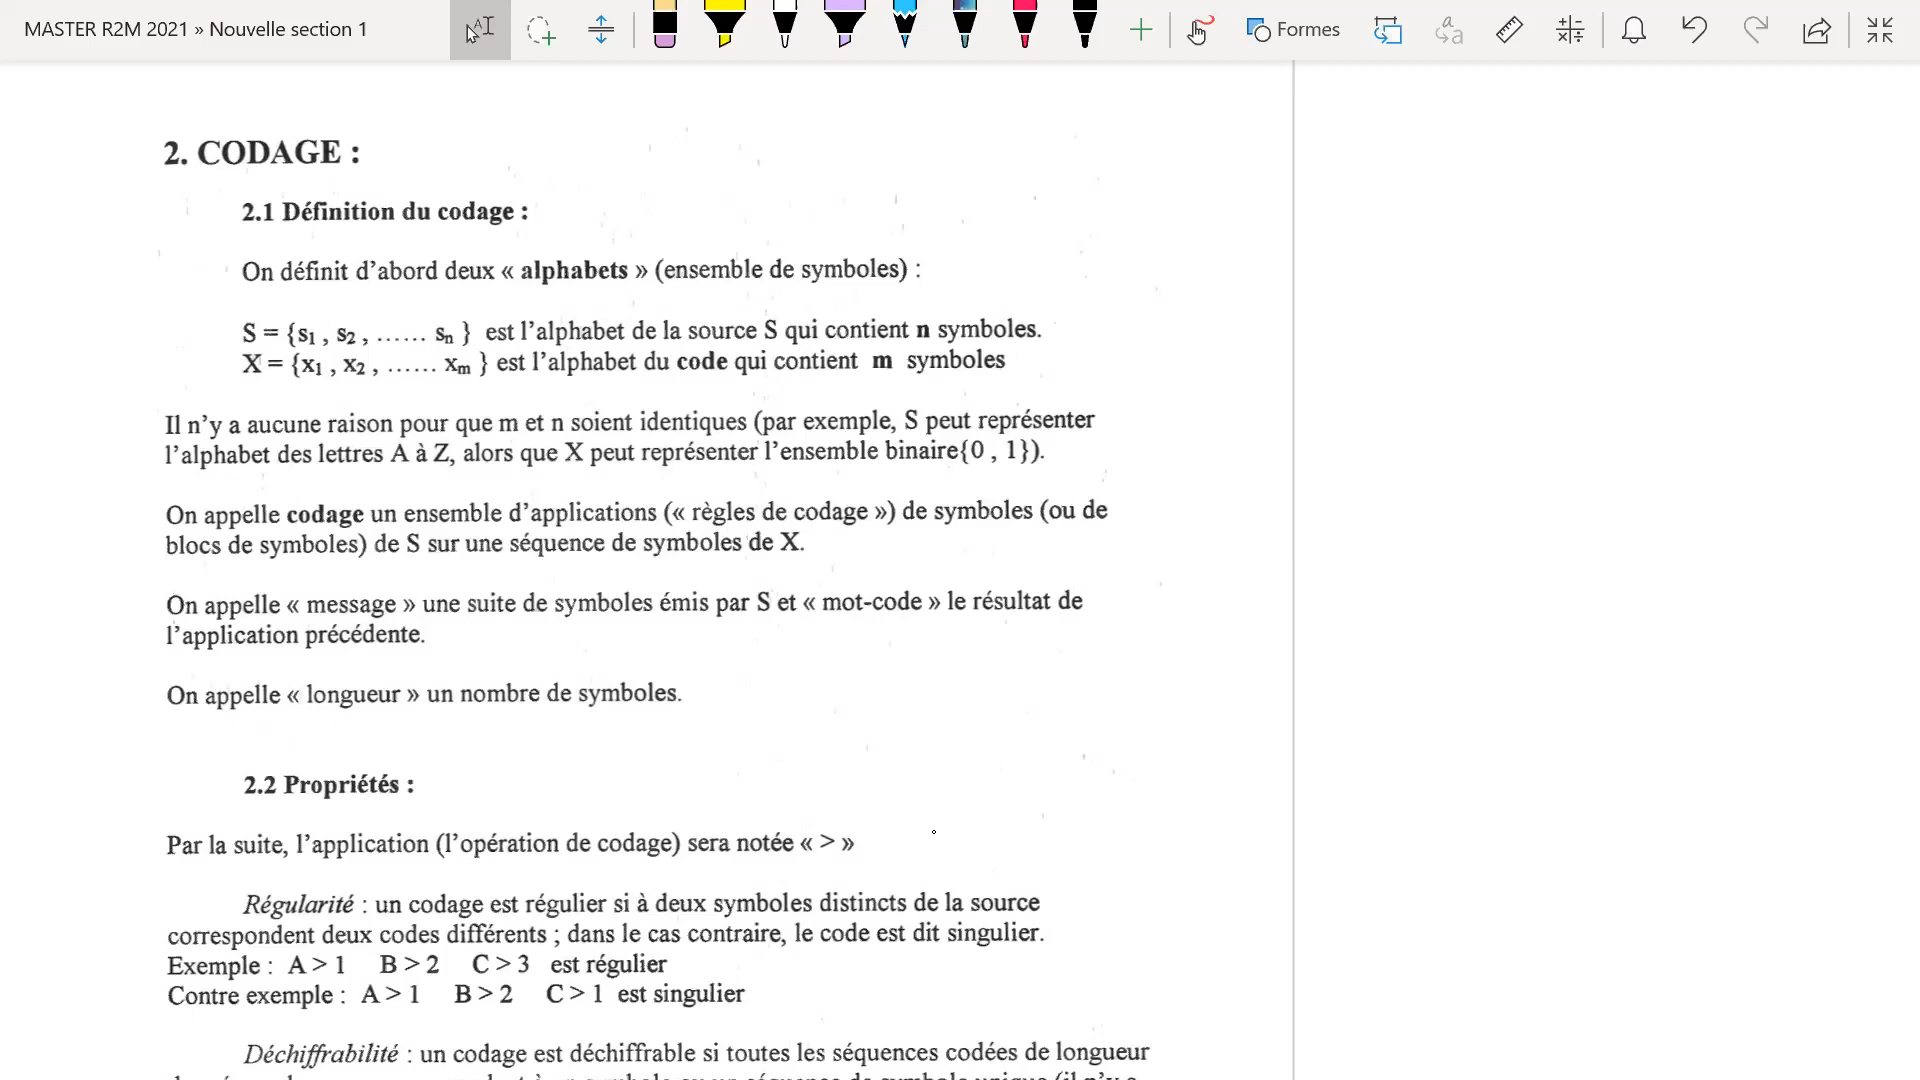 MASTER R2M 2021 » Nouvelle section 1
Formes
2. CODAGE :
2.1 Définition du codage :
On définit d'abord deux « alphabets » (ensemble de symboles) :
S = {s1 , s2 , ...... sn } est l'alphabet de la source S qui contient n symboles.
X = {x1 , x2 , ...... xm } est l'alphabet du code qui contient m symboles
Il n'y a aucune raison pour que m et n soient identiques (par exemple, S peut représenter
l'alphabet des lettres A à Z, alors que X peut représenter l'ensemble binaire{0 , 1}).
On appelle codage un ensemble d'applications (« règles de codage ») de symboles (ou de
blocs de symboles) de S sur une séquence de symboles de X.
On appelle « message » une suite de symboles émis par S et « mot-code » le résultat de
l'application précédente.
On appelle « longueur » un nombre de symboles.
2.2 Propriétés :
Par la suite, l'application (l'opération de codage) sera notée « > »
Régularité : un codage est régulier si à deux symboles distincts de la source
correspondent deux codes différents ; dans le cas contraire, le code est dit singulier.
Exemple : A > 1 B > 2 C > 3 est régulier
Contre exemple : A > 1 B > 2 C > 1 est singulier
Déchiffrabilité : un codage est déchiffrable si toutes les séquences codées de longueur